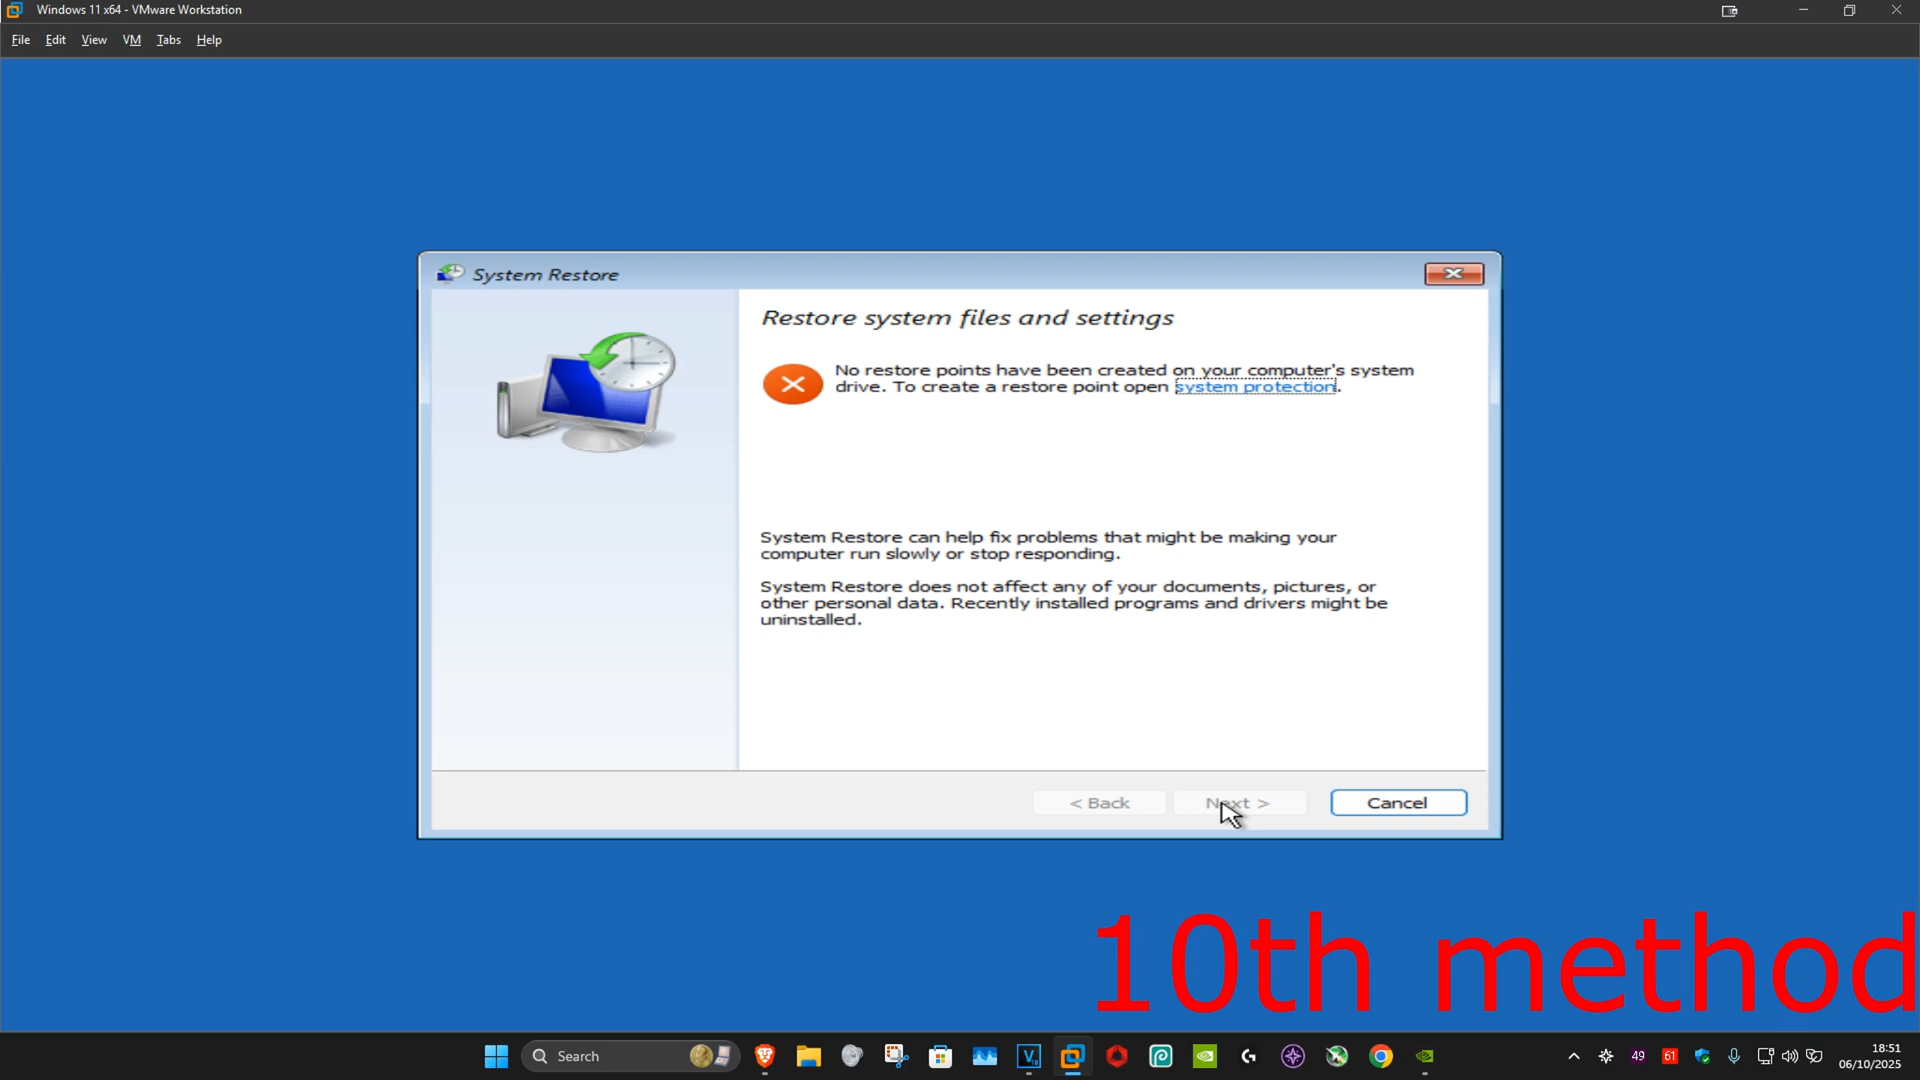 Windows 11 x64 - VMware Workstation
File Edit View VM Tabs Help
System Restore
Restore system files and settings
No restore points have been created on your computer's system
drive. To create a restore point open system protection.
System Restore can help fix problems that might be making your
computer run slowly or stop responding.
System Restore does not affect any of your documents, pictures, or
other personal data. Recently installed programs and drivers might be
uninstalled.
< Back Next > Cancel
10th method
Search
49 61
18:51
06/10/2025